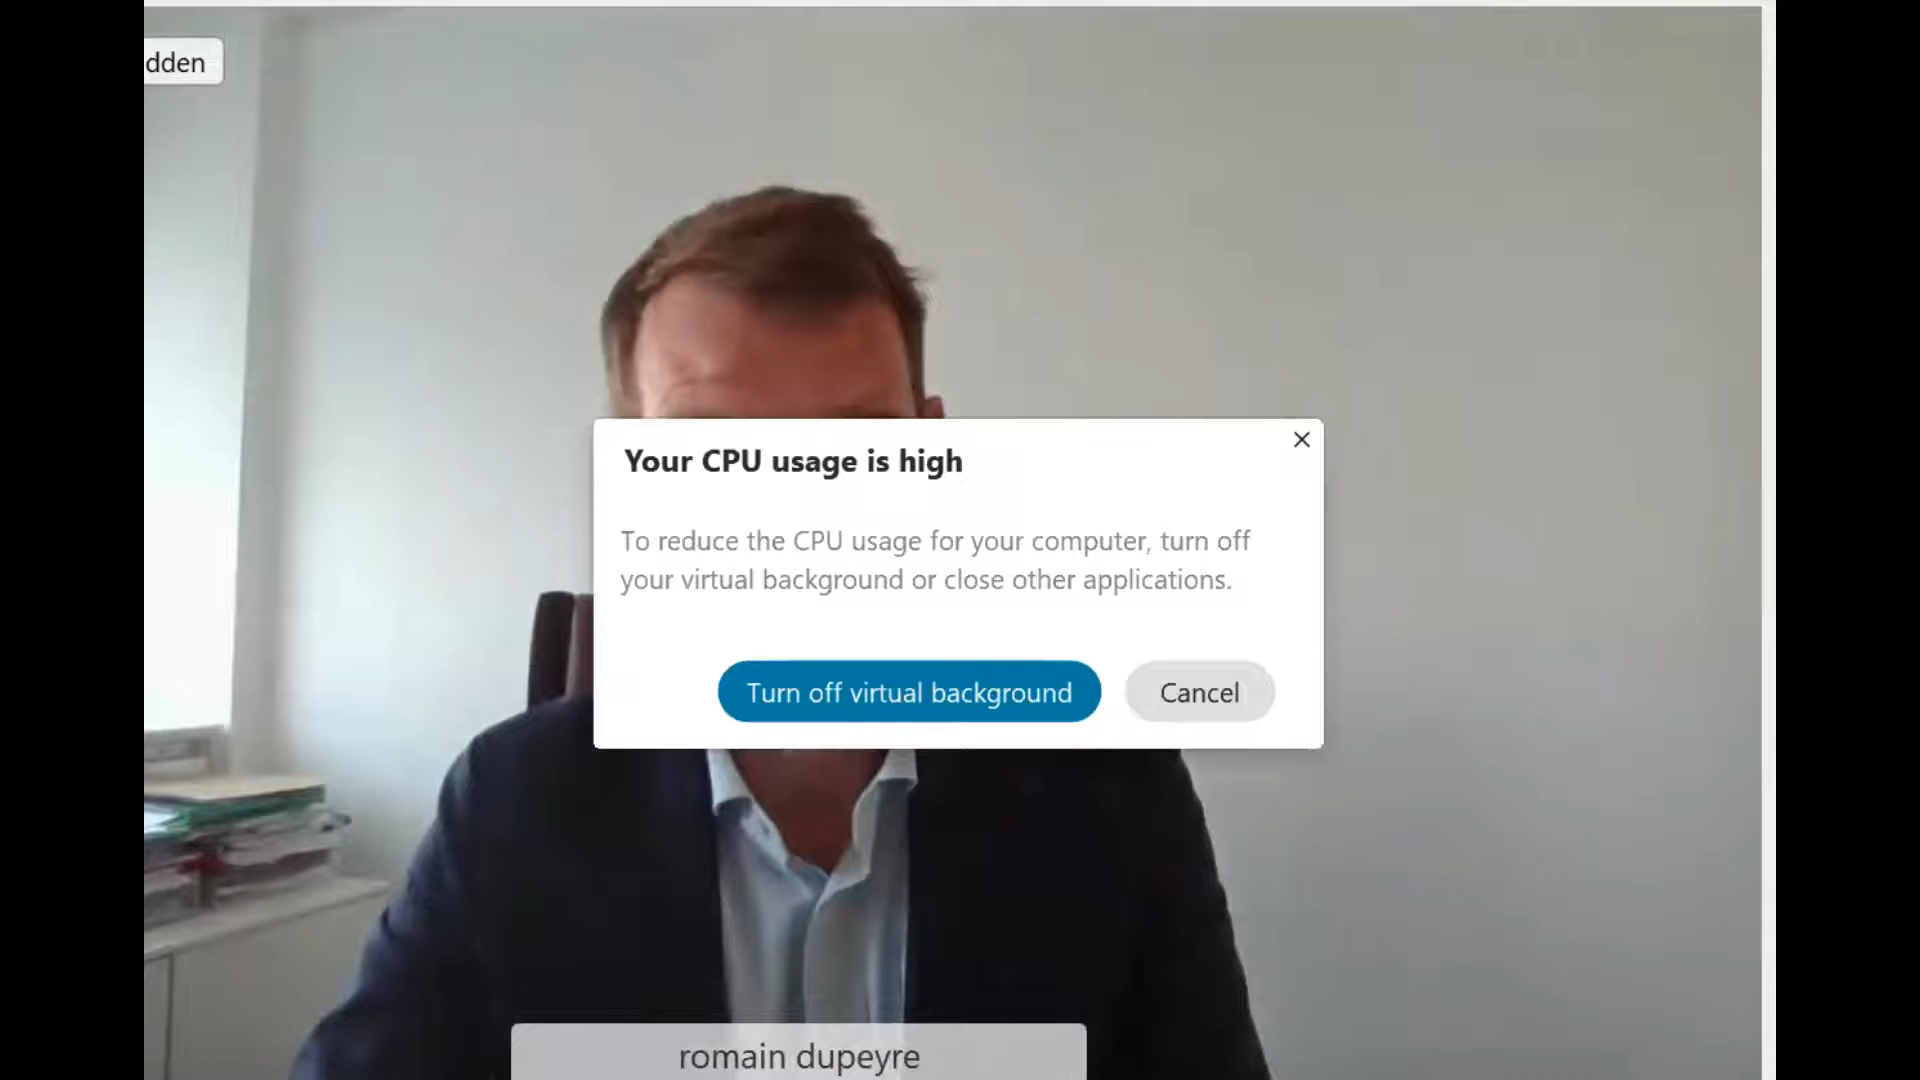 dden
Your CPU usage is high
To reduce the CPU usage for your computer, turn off
your virtual background or close other applications.
Turn off virtual background
Cancel
romain dupeyre